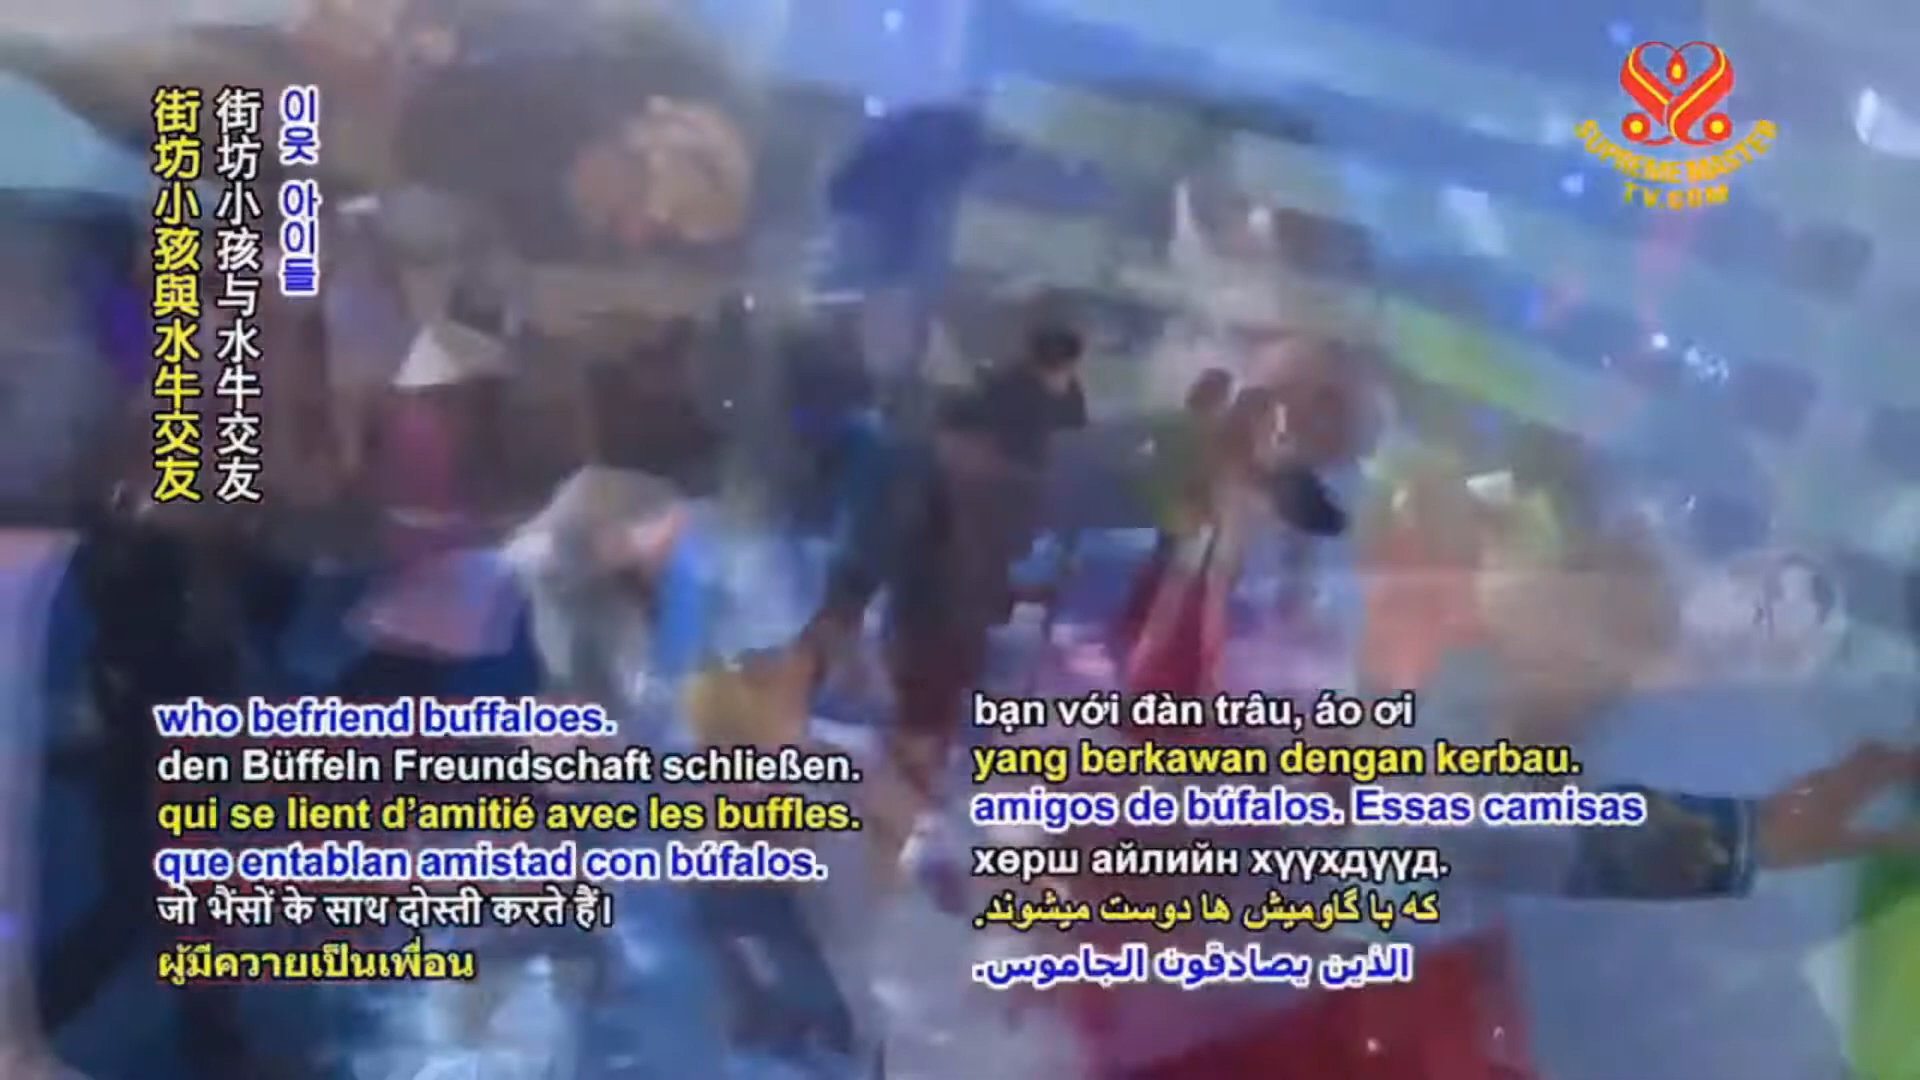 街坊小孩與水牛交友
街坊小孩与水牛交友
이웃 아이들
SUPREME MASTER
TV.COM
who befriend buffaloes.
den Büffeln Freundschaft schließen.
qui se lient d’amitié avec les buffles.
que entablan amistad con búfalos.
जो भैंसों के साथ दोस्ती करते हैं।
ผู้มีควายเป็นเพื่อน
bạn với đàn trâu, áo ơi
yang berkawan dengan kerbau.
amigos de búfalos. Essas camisas
хөрш айлийн хүүхдүүд.
که با گاومیش ها دوست میشوند.
الذين يصادقون الجاموس.